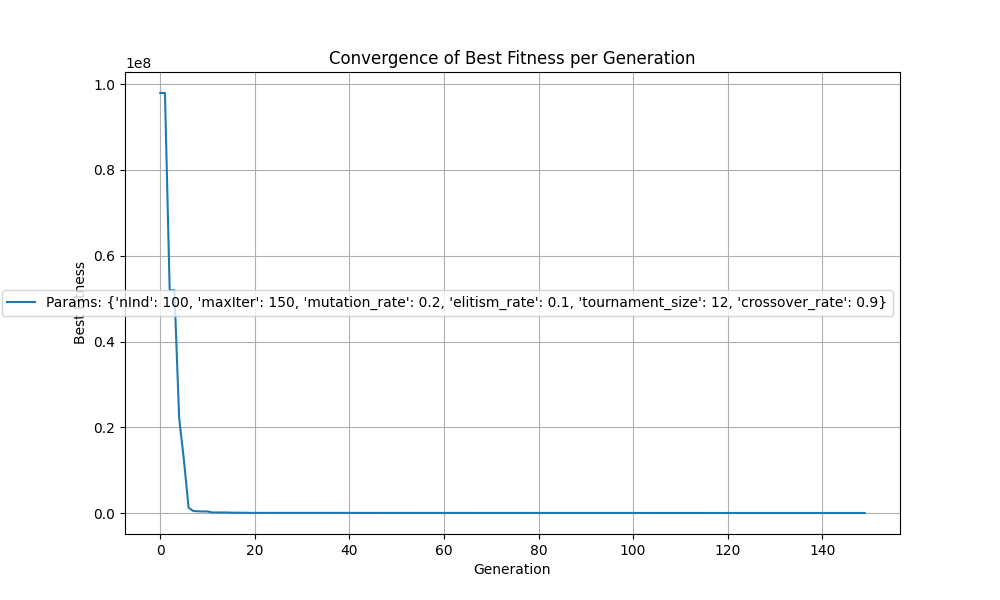 Convergence of Best Fitness per Generation
1e8
1.0
0.8
0.6
0.4
0.2
0.0
Best
ness
Params: {'nInd': 100, 'maxIter': 150, 'mutation_rate': 0.2, 'elitism_rate': 0.1, 'tournament_size': 12, 'crossover_rate': 0.9}
0 20 40 60 80 100 120 140
Generation